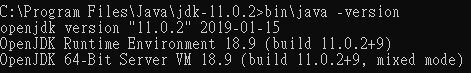 C:\Program Files\Java\jdk-11.0.2>bin\java -version
openjdk version "11.0.2" 2019-01-15
OpenJDK Runtime Environment 18.9 (build 11.0.2+9)
OpenJDK 64-Bit Server VM 18.9 (build 11.0.2+9, mixed mode)